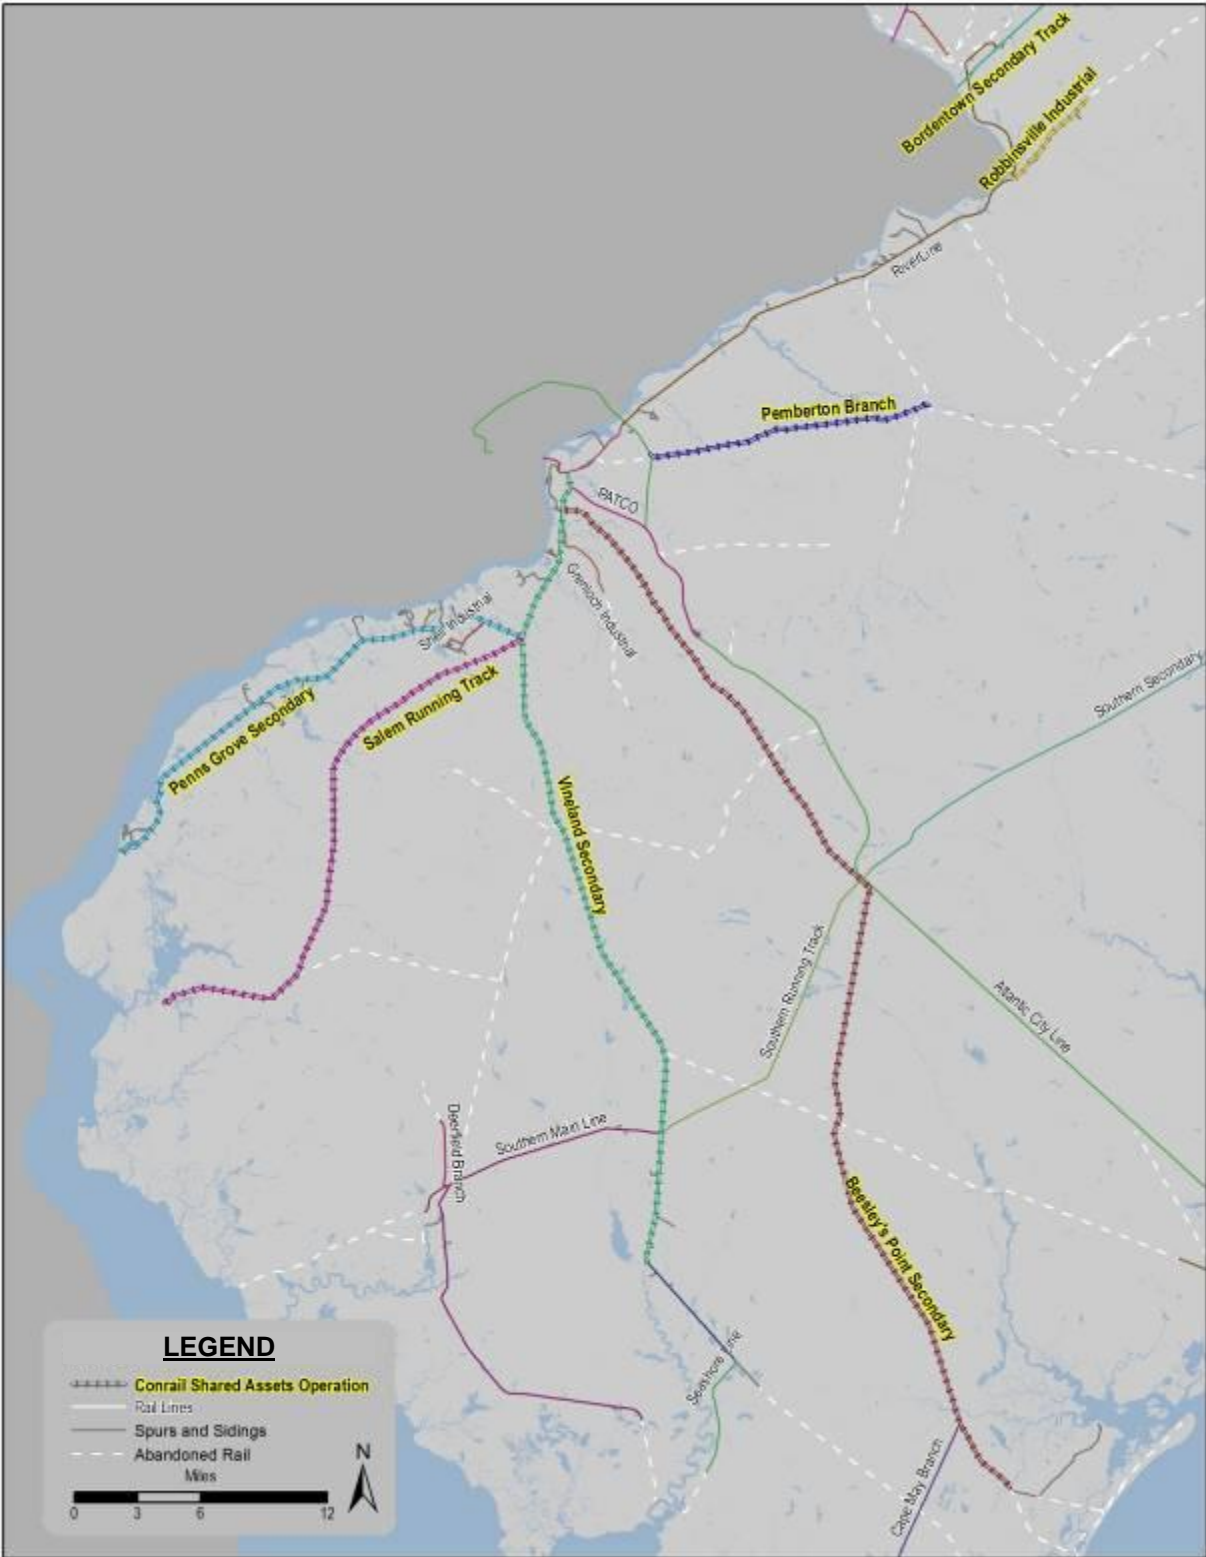 Bordentown Secondary Track
Robbinsville Industrial
RiverLine
Pemberton Branch
PATCO
Grenloch Industrial
Shell Industrial
Penns Grove Secondary
Salem Running Track
Southern Secondary
Vineland Secondary
Southern Running Track
Atlantic City Line
Deerfield Branch
Southern Main Line
Beesley's Point Secondary
Seashore Line
Cape May Branch
LEGEND
Conrail Shared Assets Operation
Rail Lines
Spurs and Sidings
Abandoned Rail
N
Miles
0 3 6 12